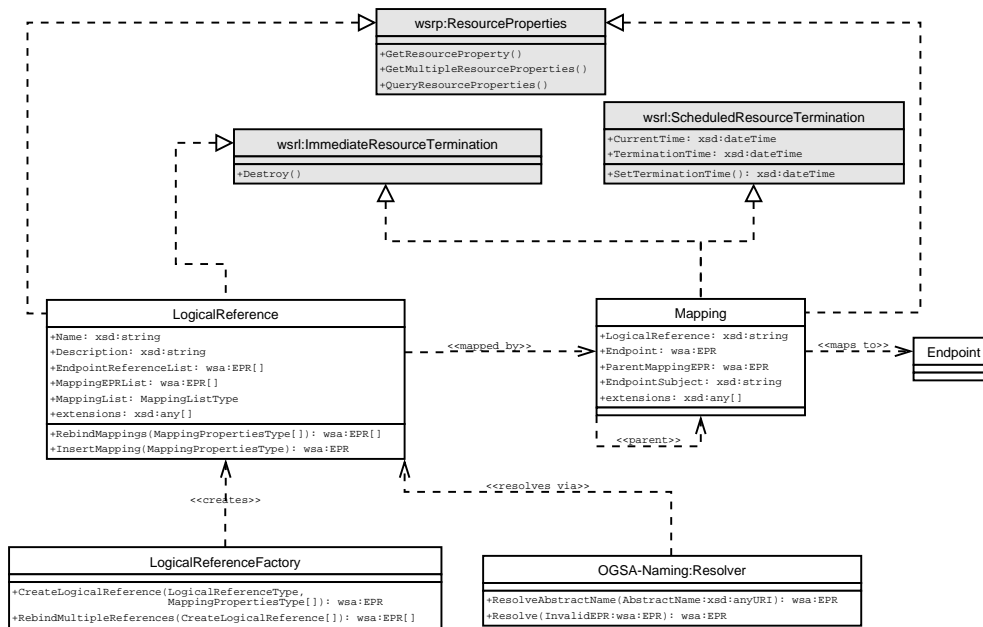 wsrp:ResourceProperties
+GetResourceProperty()
+GetMultipleResourceProperties()
+QueryResourceProperties()
wsrl:ImmediateResourceTermination
+Destroy()
wsrl:ScheduledResourceTermination
+CurrentTime: xsd:dateTime
+TerminationTime: xsd:dateTime
+SetTerminationTime(): xsd:dateTime
LogicalReference
+Name: xsd:string
+Description: xsd:string
+EndpointReferenceList: wsa:EPR[]
+MappingEPRList: wsa:EPR[]
+MappingList: MappingListType
+extensions: xsd:any[]
+RebindMappings(MappingPropertiesType[]): wsa:EPR[]
+InsertMapping(MappingPropertiesType): wsa:EPR
<<mapped by>>
Mapping
+LogicalReference: xsd:string
+Endpoint: wsa:EPR
+ParentMappingEPR: wsa:EPR
+EndpointSubject: xsd:string
+extensions: xsd:any[]
<<maps to>>
Endpoint
<<parent>>
<<creates>>
<<resolves via>>
LogicalReferenceFactory
+CreateLogicalReference(LogicalReferenceType,
MappingPropertiesType[]): wsa:EPR
+RebindMultipleReferences(CreateLogicalReference[]): wsa:EPR[]
OGSA-Naming:Resolver
+ResolveAbstractName(AbstractName:xsd:anyURI): wsa:EPR
+Resolve(InvalidEPR:wsa:EPR): wsa:EPR